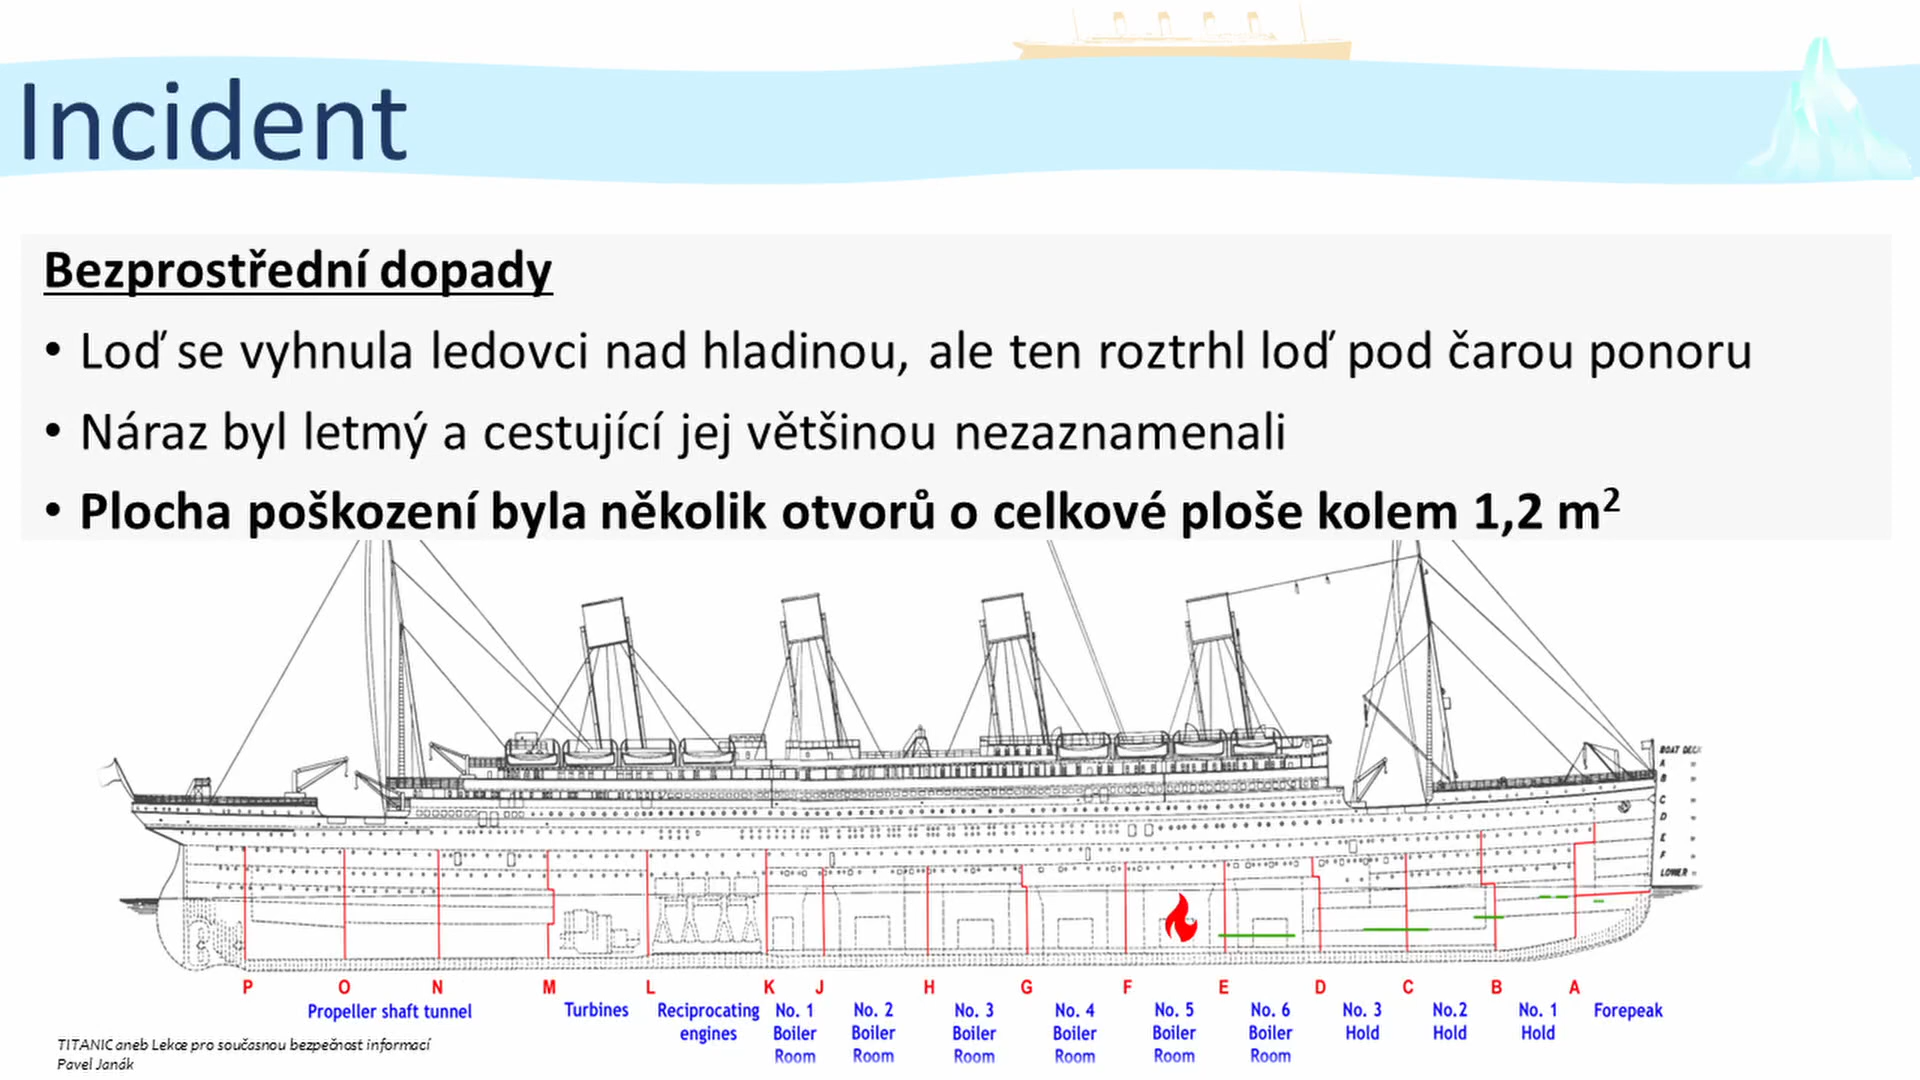 Incident
Bezprostřední dopady
• Loď se vyhnula ledovci nad hladinou, ale ten roztrhl loď pod čarou ponoru
• Náraz byl letmý a cestující jej většinou nezaznamenali
• Plocha poškození byla několik otvorů o celkové ploše kolem 1,2 m²
BOAT DECK
A "
B "
C "
D "
E "
F "
LOWER "
P O N M L K J H G F E D C B A
Propeller shaft tunnel
Turbines
Reciprocating
engines
No. 1
Boiler
Room
No. 2
Boiler
Room
No. 3
Boiler
Room
No. 4
Boiler
Room
No. 5
Boiler
Room
No. 6
Boiler
Room
No. 3
Hold
No.2
Hold
No. 1
Hold
Forepeak
TITANIC aneb Lekce pro současnou bezpečnost informací
Pavel Janák